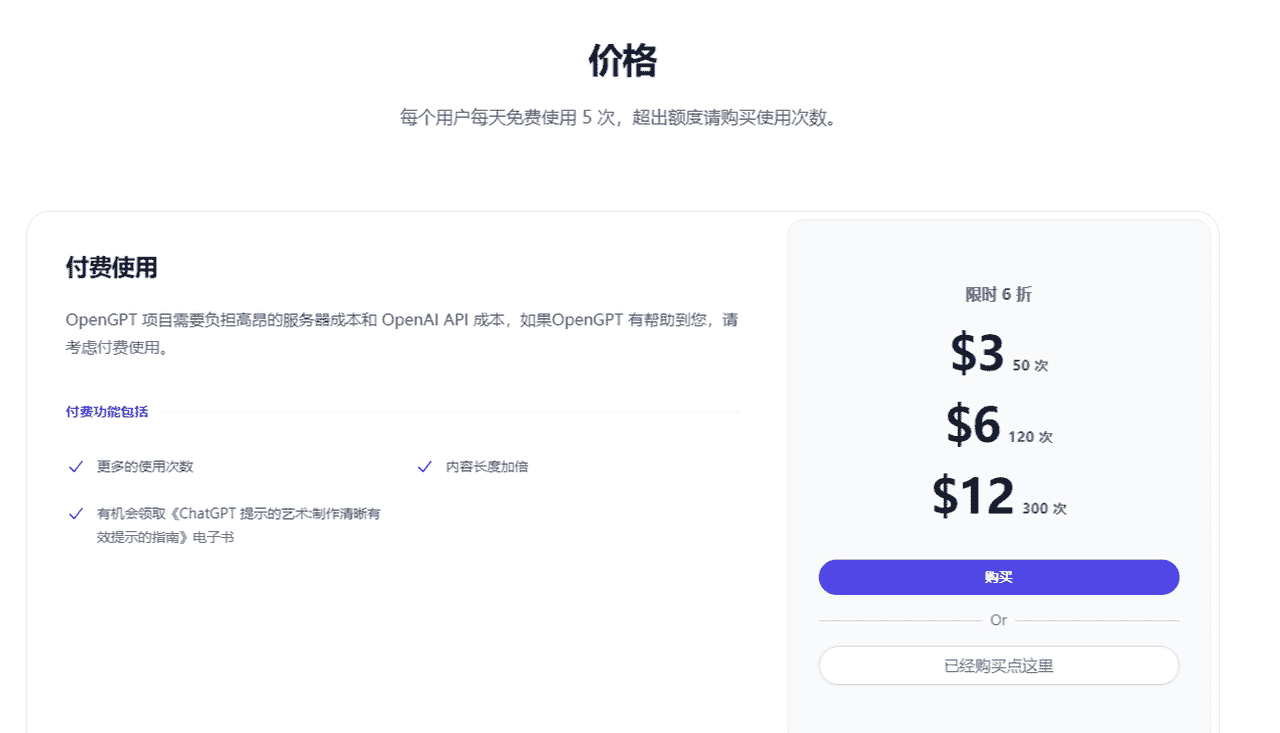 价格
每个用户每天免费使用 5 次，超出额度请购买使用次数。
付费使用
OpenGPT 项目需要负担高昂的服务器成本和 OpenAI API 成本，如果OpenGPT 有帮助到您，请
考虑付费使用。
付费功能包括
更多的使用次数
内容长度加倍
有机会领取《ChatGPT 提示的艺术:制作清晰有
效提示的指南》电子书
限时 6 折
$3 50 次
$6 120 次
$12 300 次
购买
Or
已经购买点这里